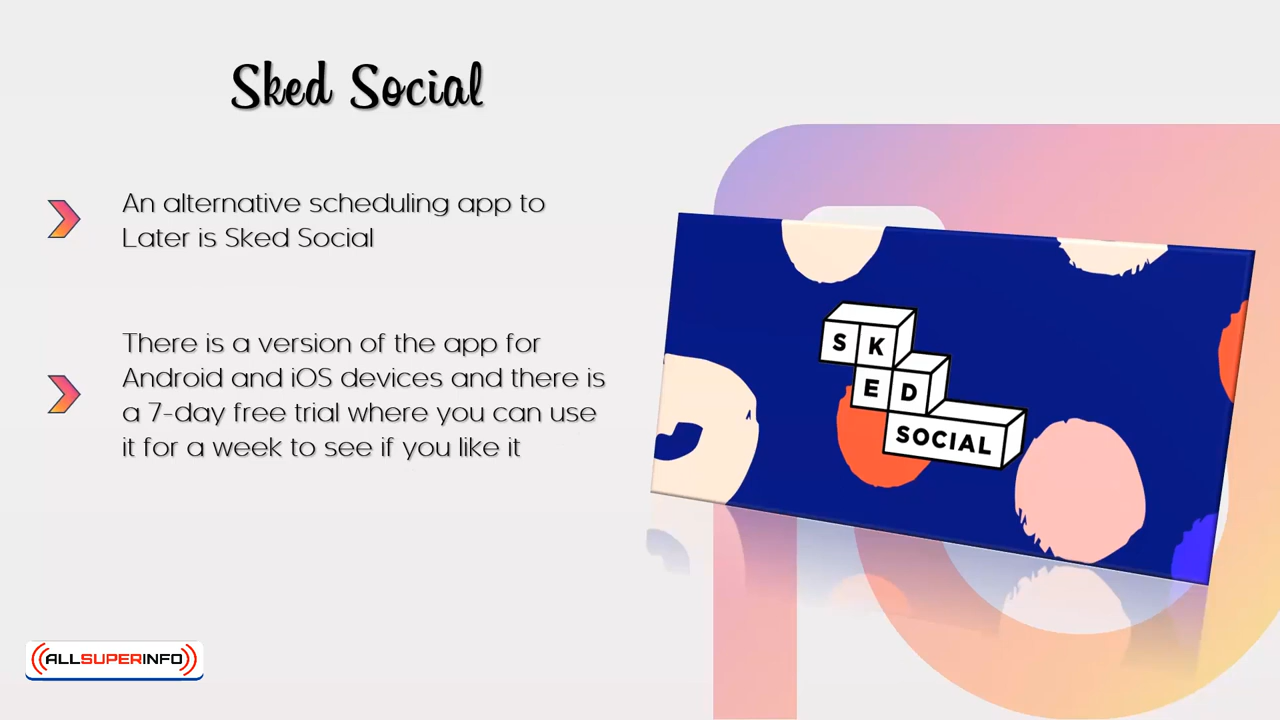 Sked Social
An alternative scheduling app to
Later is Sked Social
There is a version of the app for
Android and iOS devices and there is
a 7-day free trial where you can use
it for a week to see if you like it
SK
ED
SOCIAL
ALLSUPERINFO